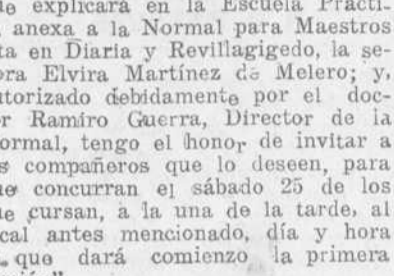 explicará en la Escuela Prácti-
anexa a la Normal para Maestros
ta en Diaria y Revillagigedo, la se-
ora Elvira Martínez de Melero; y,
utorizado debidamente por el doc-
r Ramiro Guerra, Director de la
ormal, tengo el honor de invitar a
s compañeros que lo deseen, para
ue concurran el sábado 25 de los
ue cursan, a la una de la tarde, al
cal antes mencionado, día y hora
que dará comienzo la primera